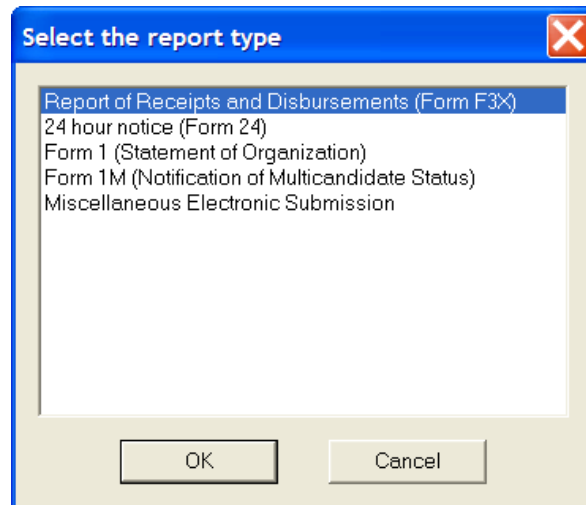 Select the report type
Report of Receipts and Disbursements (Form F3X)
24 hour notice (Form 24)
Form 1 (Statement of Organization)
Form 1M (Notification of Multicandidate Status)
Miscellaneous Electronic Submission
OK Cancel